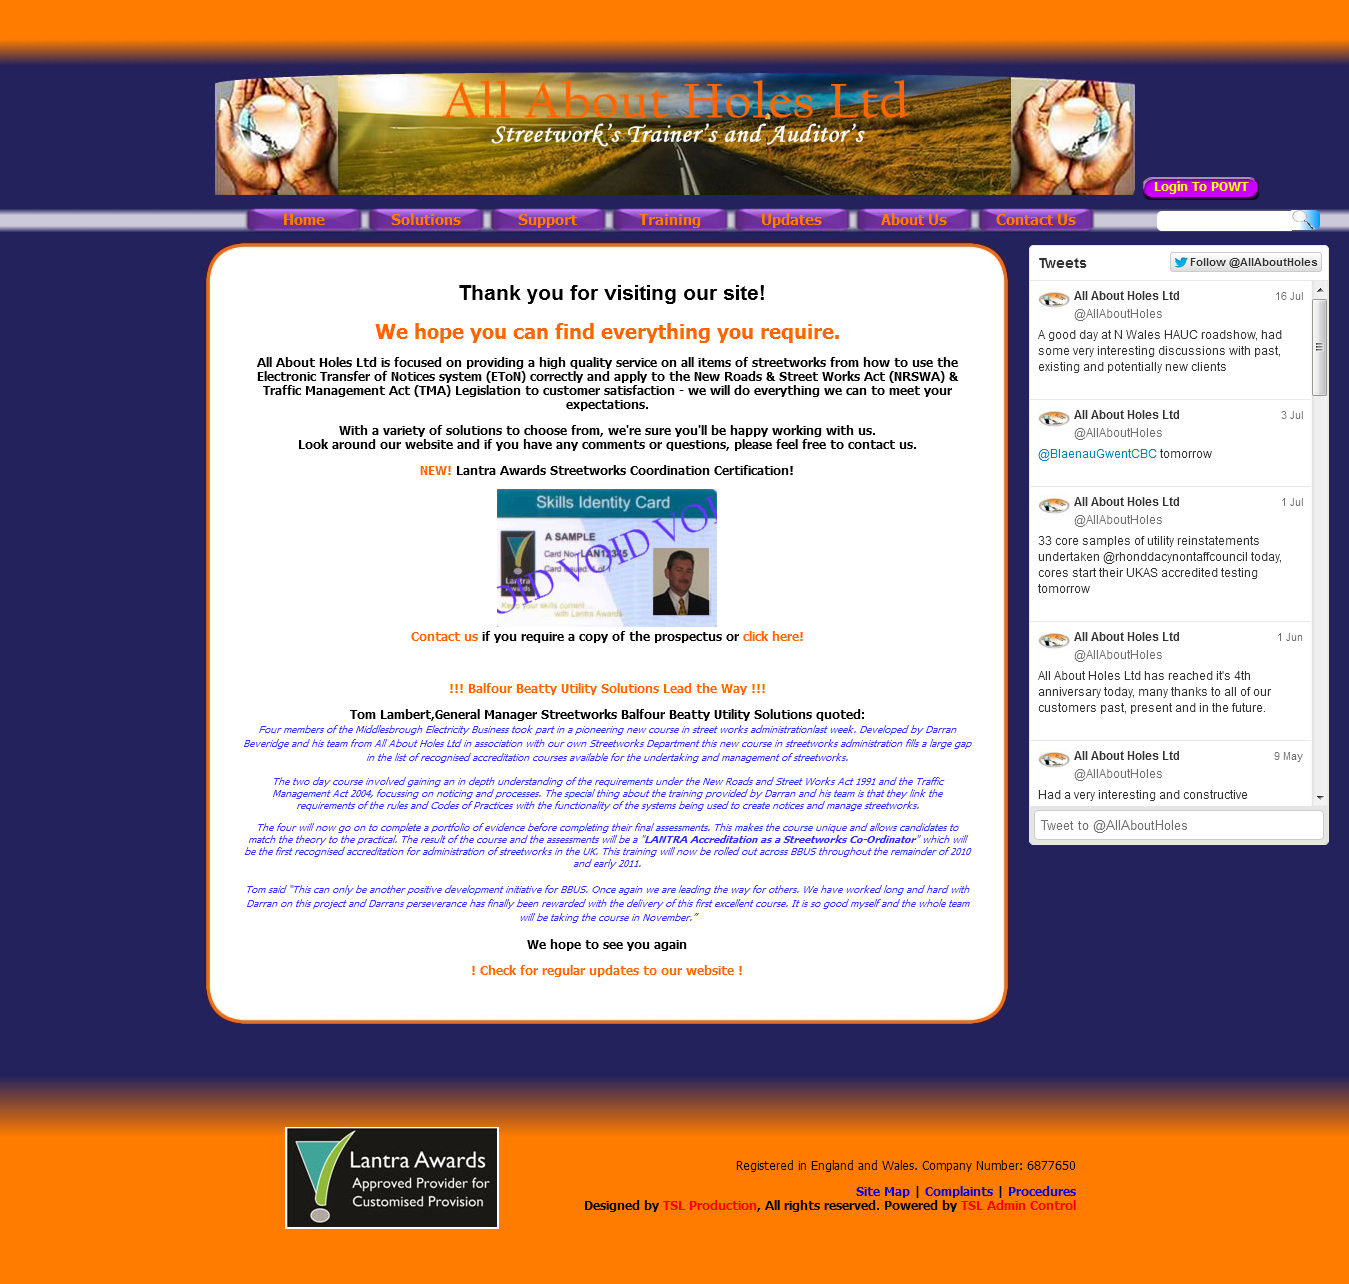 All About Holes Ltd
Streetwork's Trainer's and Auditor's
Login To POWT
Home
Solutions
Support
Training
Updates
About Us
Contact Us
Thank you for visiting our site!
We hope you can find everything you require.
All About Holes Ltd is focused on providing a high quality service on all items of streetworks from how to use the
Electronic Transfer of Notices system (EToN) correctly and apply to the New Roads & Street Works Act (NRSWA) &
Traffic Management Act (TMA) Legislation to customer satisfaction - we will do everything we can to meet your
expectations.
With a variety of solutions to choose from, we're sure you'll be happy working with us.
Look around our website and if you have any comments or questions, please feel free to contact us.
NEW! Lantra Awards Streetworks Coordination Certification!
Skills Identity Card
A SAMPLE
Card No. LAN12345
Card issued 1 of 1
Lantra
Awards
Keep your skills current ...
... with Lantra Awards
OID VOID VOI
Contact us if you require a copy of the prospectus or click here!
!!! Balfour Beatty Utility Solutions Lead the Way !!!
Tom Lambert,General Manager Streetworks Balfour Beatty Utility Solutions quoted:
Four members of the Middlesbrough Electricity Business took part in a pioneering new course in street works administrationlast week. Developed by Darran
Beveridge and his team from All About Holes Ltd in association with our own Streetworks Department this new course in streetworks administration fills a large gap
in the list of recognised accreditation courses available for the undertaking and management of streetworks.
The two day course involved gaining an in depth understanding of the requirements under the New Roads and Street Works Act 1991 and the Traffic
Management Act 2004, focussing on noticing and processes. The special thing about the training provided by Darran and his team is that they link the
requirements of the rules and Codes of Practices with the functionality of the systems being used to create notices and manage streetworks.
The four will now go on to complete a portfolio of evidence before completing their final assessments. This makes the course unique and allows candidates to
match the theory to the practical. The result of the course and the assessments will be a "LANTRA Accreditation as a Streetworks Co-Ordinator" which will
be the first recognised accreditation for administration of streetworks in the UK. This training will now be rolled out across BBUS throughout the remainder of 2010
and early 2011.
Tom said "This can only be another positive development initiative for BBUS. Once again we are leading the way for others. We have worked long and hard with
Darran on this project and Darrans perseverance has finally been rewarded with the delivery of this first excellent course. It is so good myself and the whole team
will be taking the course in November."
We hope to see you again
! Check for regular updates to our website !
Tweets
Follow @AllAboutHoles
All About Holes Ltd 16 Jul
@AllAboutHoles
A good day at N Wales HAUC roadshow, had
some very interesting discussions with past,
existing and potentially new clients
All About Holes Ltd 3 Jul
@AllAboutHoles
@BlaenauGwentCBC tomorrow
All About Holes Ltd 1 Jul
@AllAboutHoles
33 core samples of utility reinstatements
undertaken @rhonddacynontaffcouncil today,
cores start their UKAS accredited testing
tomorrow
All About Holes Ltd 1 Jun
@AllAboutHoles
All About Holes Ltd has reached it's 4th
anniversary today, many thanks to all of our
customers past, present and in the future.
All About Holes Ltd 9 May
@AllAboutHoles
Had a very interesting and constructive
Tweet to @AllAboutHoles
Lantra Awards
Approved Provider for
Customised Provision
Registered in England and Wales. Company Number: 6877650
Site Map | Complaints | Procedures
Designed by TSL Production, All rights reserved. Powered by TSL Admin Control